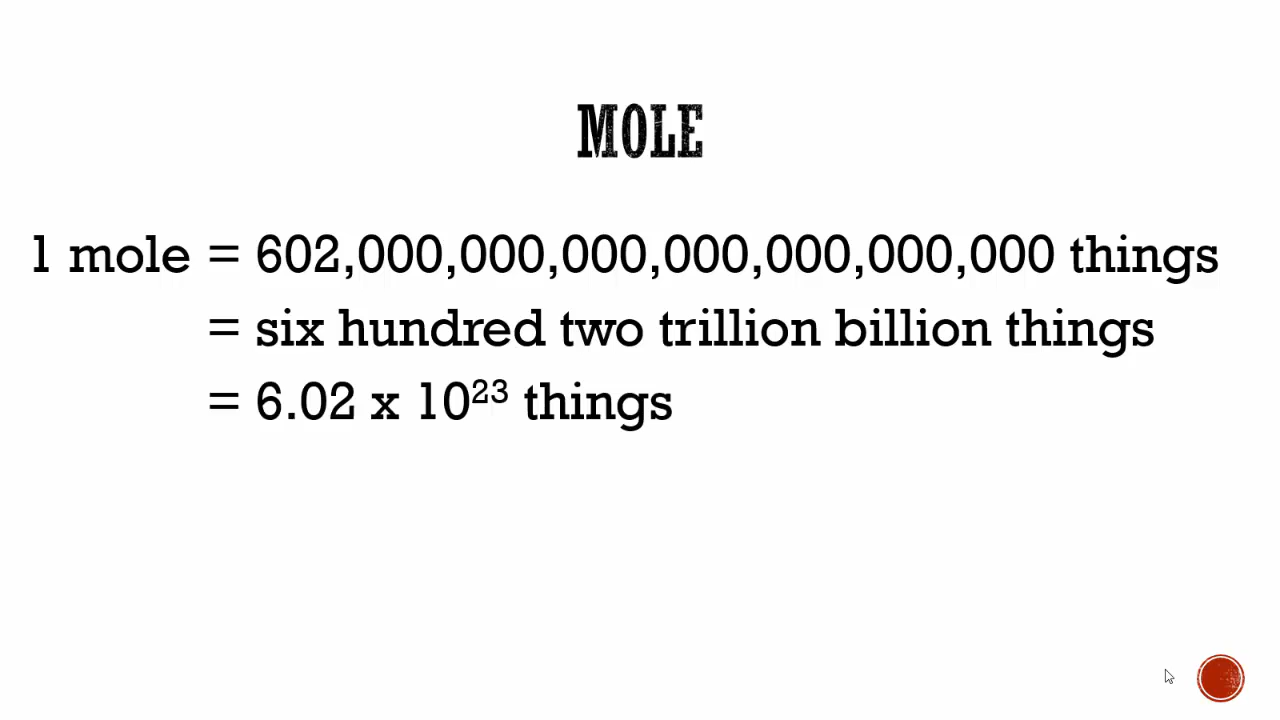 MOLE
1 mole = 602,000,000,000,000,000,000,000 things
= six hundred two trillion billion things
= 6.02 x 10²³ things